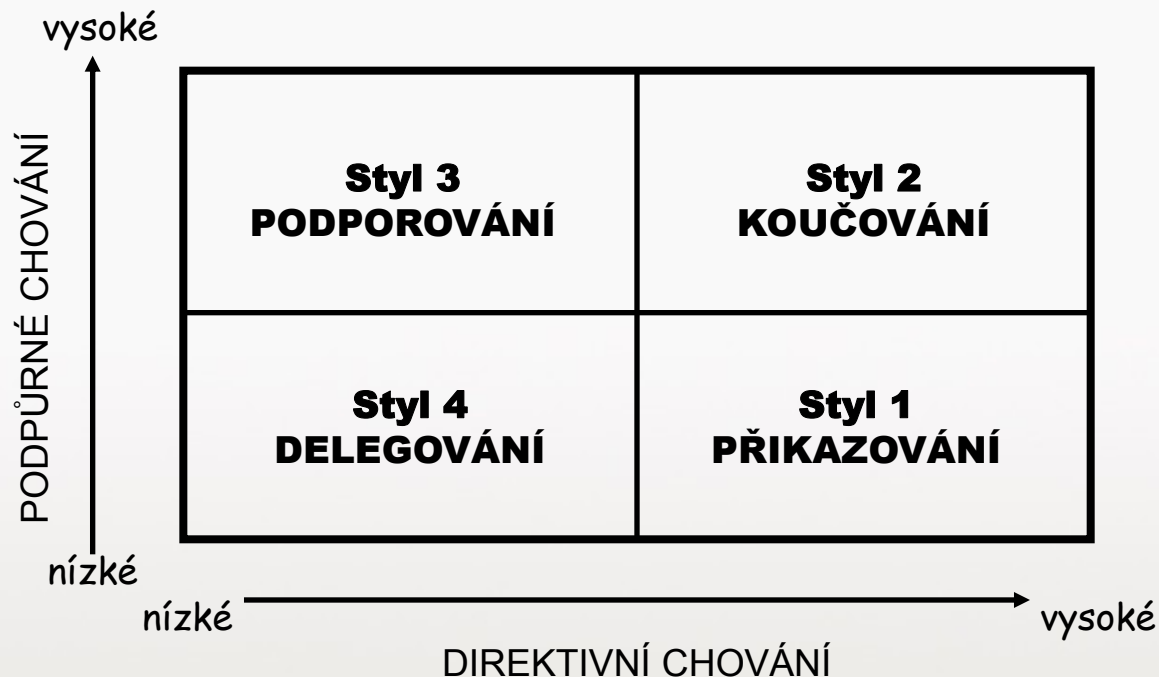 vysoké
PODPŮRNÉ CHOVÁNÍ
Styl 3
PODPOROVÁNÍ
Styl 2
KOUČOVÁNÍ
Styl 4
DELEGOVÁNÍ
Styl 1
PŘIKAZOVÁNÍ
nízké
nízké
vysoké
DIREKTIVNÍ CHOVÁNÍ